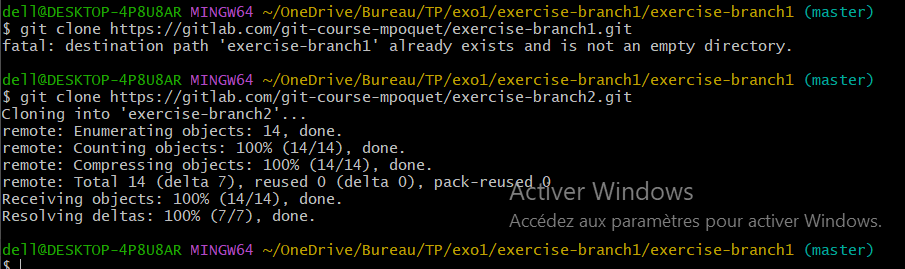 dell@DESKTOP-4P8U8AR MINGW64 ~/OneDrive/Bureau/TP/exo1/exercise-branch1/exercise-branch1 (master)
$ git clone https://gitlab.com/git-course-mpoquet/exercise-branch1.git
fatal: destination path 'exercise-branch1' already exists and is not an empty directory.
dell@DESKTOP-4P8U8AR MINGW64 ~/OneDrive/Bureau/TP/exo1/exercise-branch1/exercise-branch1 (master)
$ git clone https://gitlab.com/git-course-mpoquet/exercise-branch2.git
Cloning into 'exercise-branch2'...
remote: Enumerating objects: 14, done.
remote: Counting objects: 100% (14/14), done.
remote: Compressing objects: 100% (14/14), done.
remote: Total 14 (delta 7), reused 0 (delta 0), pack-reused 0
Receiving objects: 100% (14/14), done.
Resolving deltas: 100% (7/7), done.
Activer Windows
Accédez aux paramètres pour activer Windows.
dell@DESKTOP-4P8U8AR MINGW64 ~/OneDrive/Bureau/TP/exo1/exercise-branch1/exercise-branch1 (master)
$